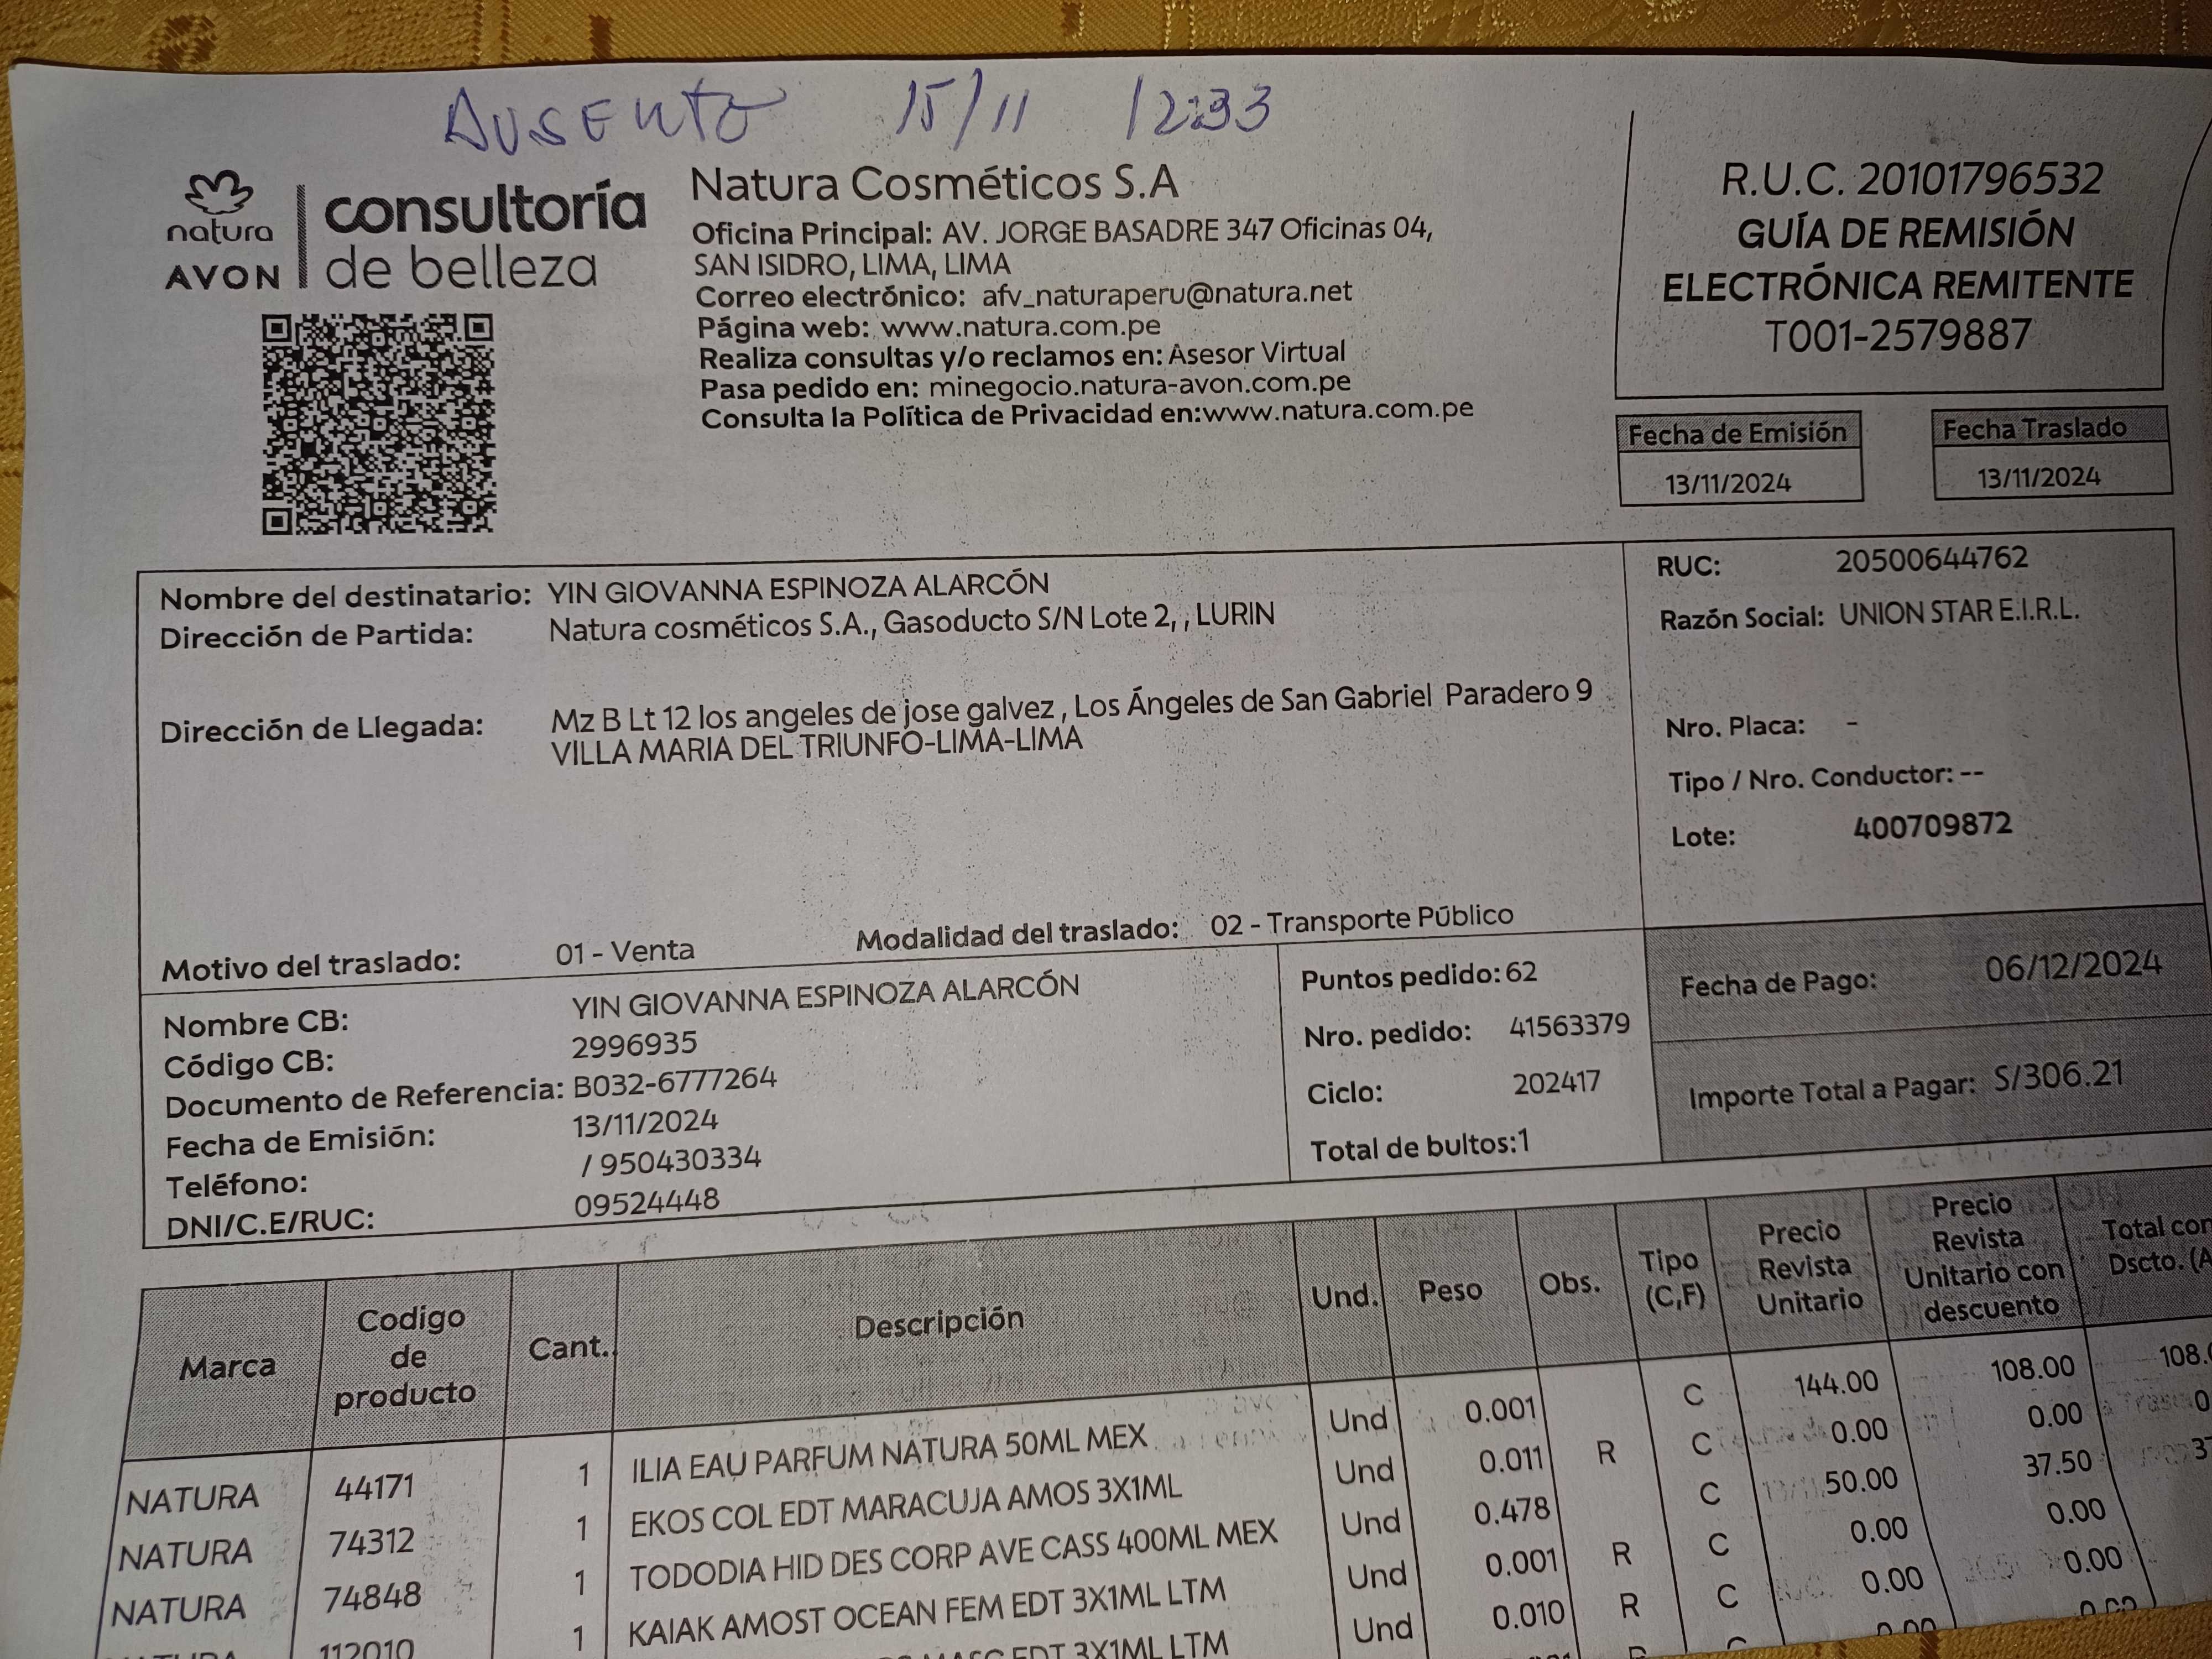 AUSENTO 15/11 12:33
natura
AVON
consultoría
de belleza
Natura Cosméticos S.A
Oficina Principal: AV. JORGE BASADRE 347 Oficinas 04,
SAN ISIDRO, LIMA, LIMA
Correo electrónico: afv_naturaperu@natura.net
Página web: www.natura.com.pe
Realiza consultas y/o reclamos en: Asesor Virtual
Pasa pedido en: minegocio.natura-avon.com.pe
Consulta la Política de Privacidad en:www.natura.com.pe
R.U.C. 20101796532
GUÍA DE REMISIÓN
ELECTRÓNICA REMITENTE
T001-2579887
Fecha de Emisión
13/11/2024
Fecha Traslado
13/11/2024
Nombre del destinatario: YIN GIOVANNA ESPINOZA ALARCÓN
Dirección de Partida: Natura cosméticos S.A., Gasoducto S/N Lote 2, , LURIN
Dirección de Llegada: Mz B Lt 12 los angeles de jose galvez , Los Ángeles de San Gabriel Paradero 9
VILLA MARIA DEL TRIUNFO-LIMA-LIMA
Motivo del traslado: 01 - Venta Modalidad del traslado: 02 - Transporte Público
RUC: 20500644762
Razón Social: UNION STAR E.I.R.L.
Nro. Placa: -
Tipo / Nro. Conductor: --
Lote: 400709872
Nombre CB: YIN GIOVANNA ESPINOZA ALARCÓN
Código CB: 2996935
Documento de Referencia: B032-6777264
Fecha de Emisión: 13/11/2024
Teléfono: / 950430334
DNI/C.E/RUC: 09524448
Puntos pedido: 62
Nro. pedido: 41563379
Ciclo: 202417
Total de bultos:1
Fecha de Pago: 06/12/2024
Importe Total a Pagar: S/306.21
Marca
Codigo
de
producto
Cant.
Descripción
Und.
Peso
Obs.
Tipo
(C,F)
Precio
Revista
Unitario
Precio
Revista
Unitario con
descuento
Total con
Dscto. (A
NATURA 44171 1 ILIA EAU PARFUM NATURA 50ML MEX Und 0.001 C 144.00 108.00 108.
NATURA 74312 1 EKOS COL EDT MARACUJA AMOS 3X1ML Und 0.011 R C 0.00 0.00 0
NATURA 74848 1 TODODIA HID DES CORP AVE CASS 400ML MEX Und 0.478 C 50.00 37.50 37
NATURA 112010 1 KAIAK AMOST OCEAN FEM EDT 3X1ML LTM Und 0.001 R C 0.00 0.00
MASC EDT 3X1ML LTM Und 0.010 R C 0.00 0.00